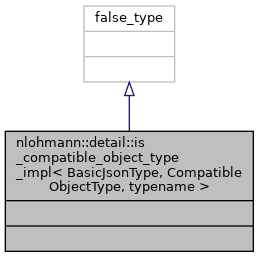 false_type
nlohmann::detail::is
_compatible_object_type
_impl< BasicJsonType, Compatible
ObjectType, typename >